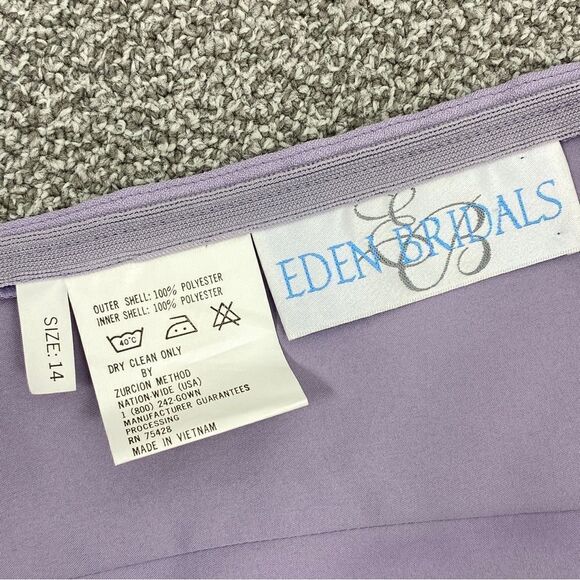 SIZE: 14
OUTER SHELL: 100% POLYESTER
INNER SHELL: 100% POLYESTER
40°C
DRY CLEAN ONLY
BY
ZURCION METHOD
NATION-WIDE (USA)
1 (800) 242-GOWN
MANUFACTURER GUARANTEES
PROCESSING
RN 75428
MADE IN VIETNAM
EB
EDEN BRIDALS